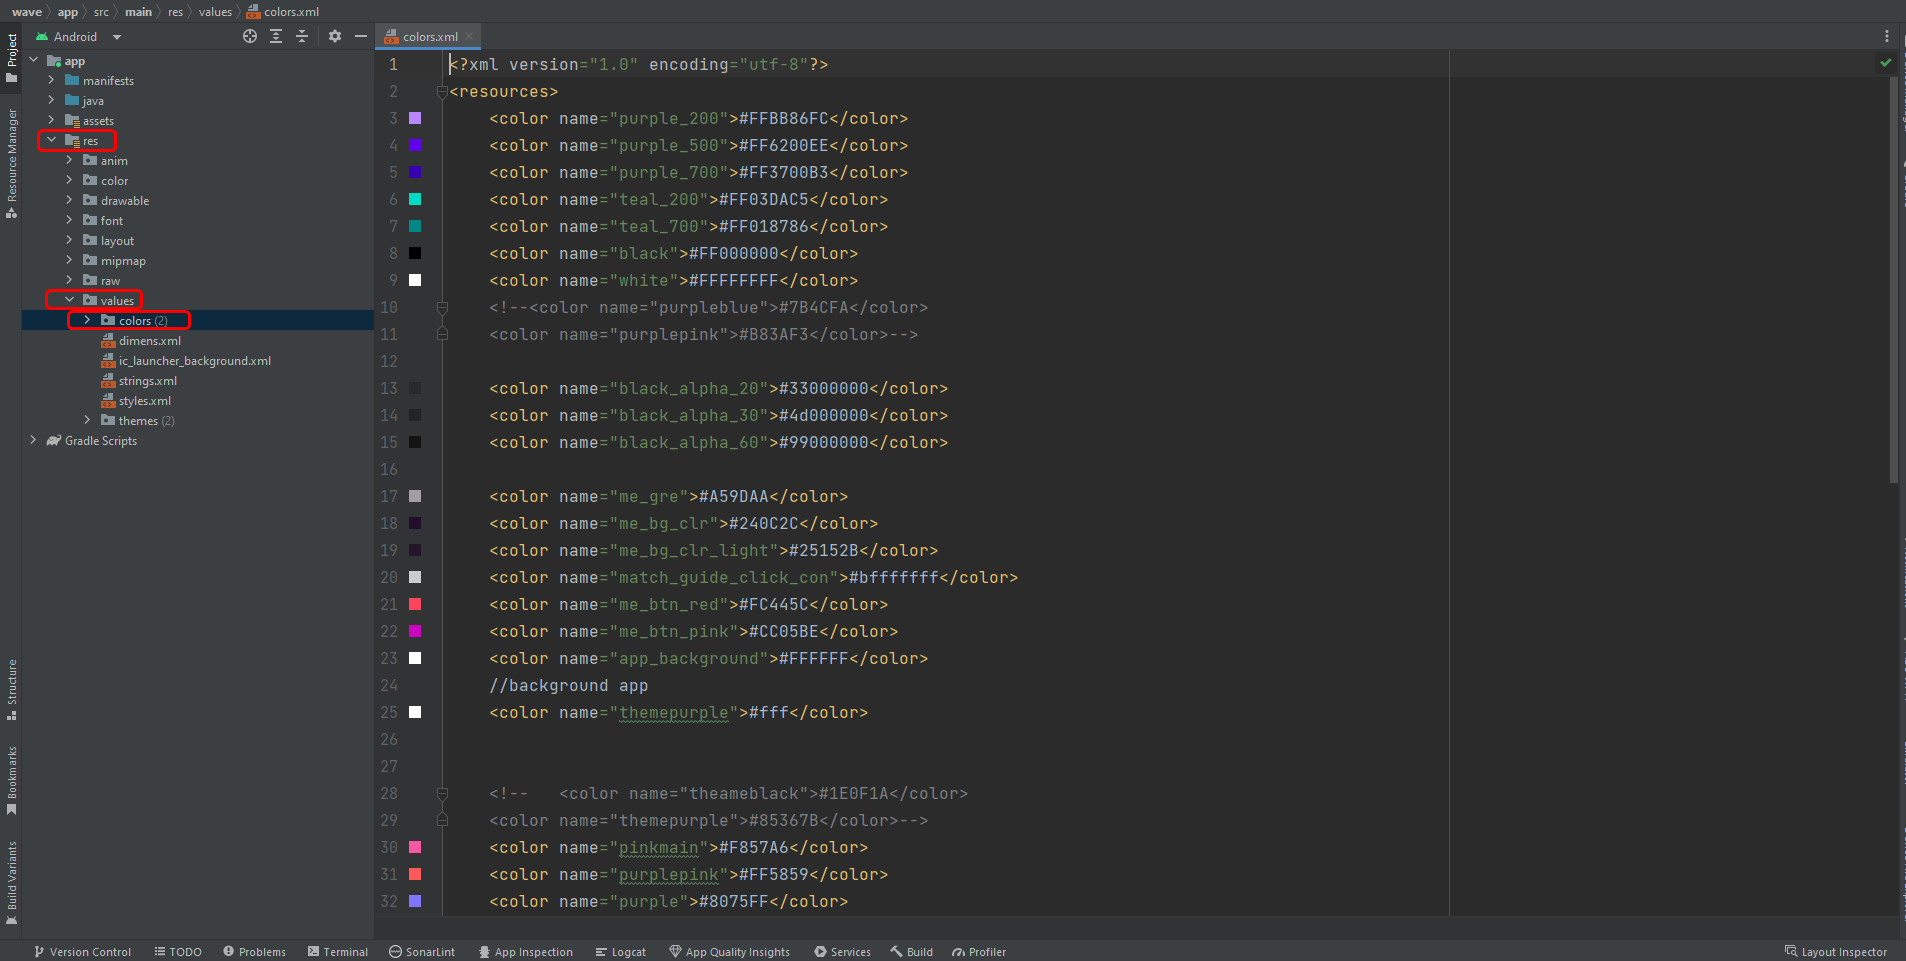 wave app src main res values colors.xml
Project
Resource Manager
Structure
Bookmarks
Build Variants
Android
app
manifests
java
assets
res
anim
color
drawable
font
layout
mipmap
raw
values
colors (2)
dimens.xml
ic_launcher_background.xml
strings.xml
styles.xml
themes (2)
Gradle Scripts
colors.xml
1 <?xml version="1.0" encoding="utf-8"?>
2 <resources>
3 <color name="purple_200">#FFBB86FC</color>
4 <color name="purple_500">#FF6200EE</color>
5 <color name="purple_700">#FF3700B3</color>
6 <color name="teal_200">#FF03DAC5</color>
7 <color name="teal_700">#FF018786</color>
8 <color name="black">#FF000000</color>
9 <color name="white">#FFFFFFFF</color>
10 <!--<color name="purpleblue">#7B4CFA</color>
11 <color name="purplepink">#B83AF3</color>-->
12
13 <color name="black_alpha_20">#33000000</color>
14 <color name="black_alpha_30">#4d000000</color>
15 <color name="black_alpha_60">#99000000</color>
16
17 <color name="me_gre">#A59DAA</color>
18 <color name="me_bg_clr">#240C2C</color>
19 <color name="me_bg_clr_light">#25152B</color>
20 <color name="match_guide_click_con">#bfffffff</color>
21 <color name="me_btn_red">#FC445C</color>
22 <color name="me_btn_pink">#CC05BE</color>
23 <color name="app_background">#FFFFFF</color>
24 //background app
25 <color name="themepurple">#fff</color>
26
27
28 <!-- <color name="theameblack">#1E0F1A</color>
29 <color name="themepurple">#85367B</color>-->
30 <color name="pinkmain">#F857A6</color>
31 <color name="purplepink">#FF5859</color>
32 <color name="purple">#8075FF</color>
Version Control TODO Problems Terminal SonarLint App Inspection Logcat App Quality Insights Services Build Profiler Layout Inspector